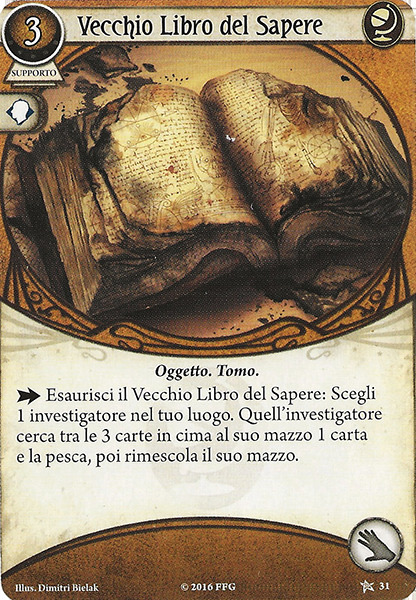 3
Vecchio Libro del Sapere
SUPPORTO
Oggetto. Tomo.
Esaurisci il Vecchio Libro del Sapere: Scegli
1 investigatore nel tuo luogo. Quell'investigatore
cerca tra le 3 carte in cima al suo mazzo 1 carta
e la pesca, poi rimescola il suo mazzo.
Illus. Dimitri Bielak
© 2016 FFG
31